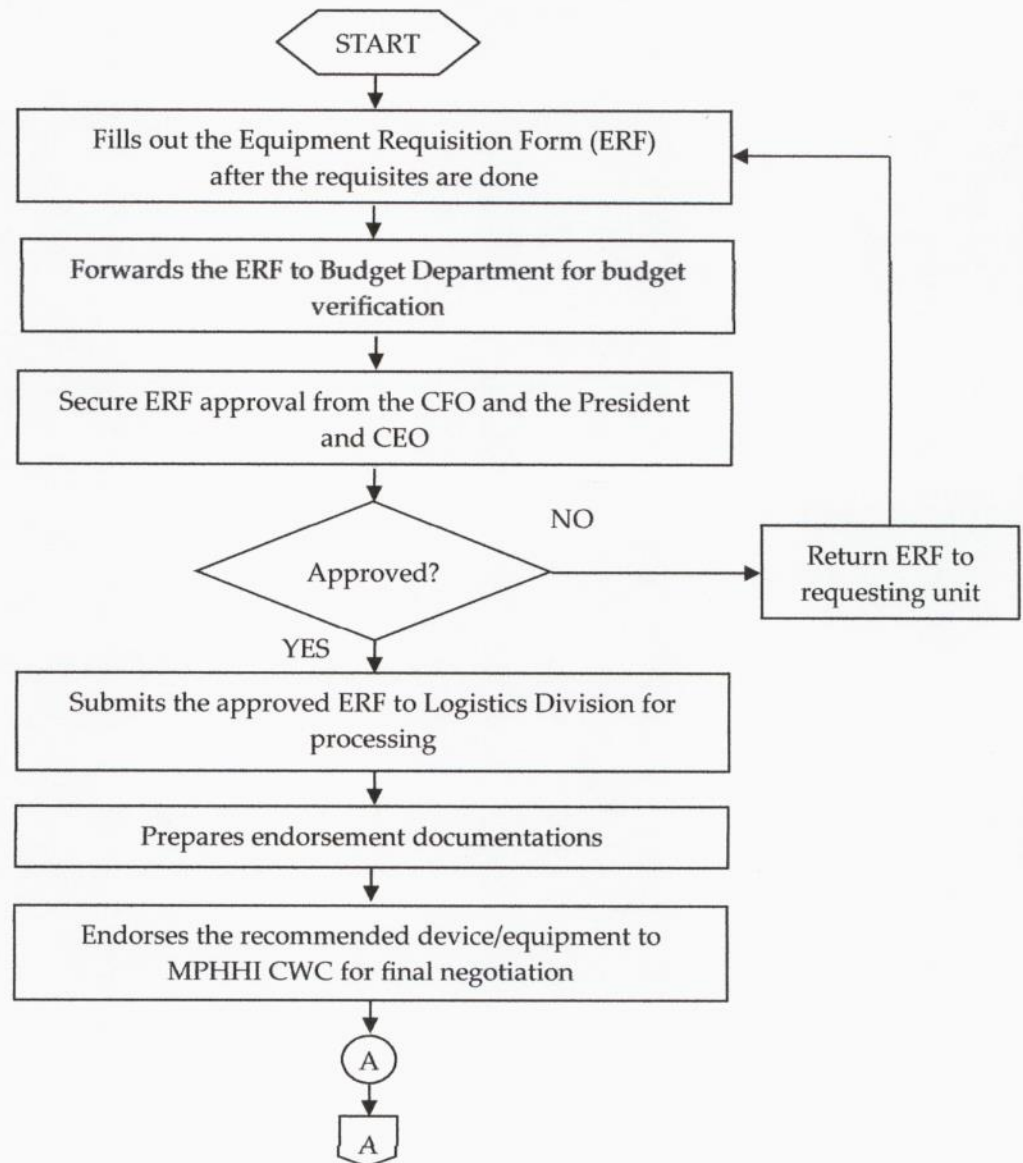 START
Fills out the Equipment Requisition Form (ERF)
after the requisites are done
Forwards the ERF to Budget Department for budget
verification
Secure ERF approval from the CFO and the President
and CEO
NO
Approved?
Return ERF to
requesting unit
YES
Submits the approved ERF to Logistics Division for
processing
Prepares endorsement documentations
Endorses the recommended device/equipment to
MPHHI CWC for final negotiation
A
A